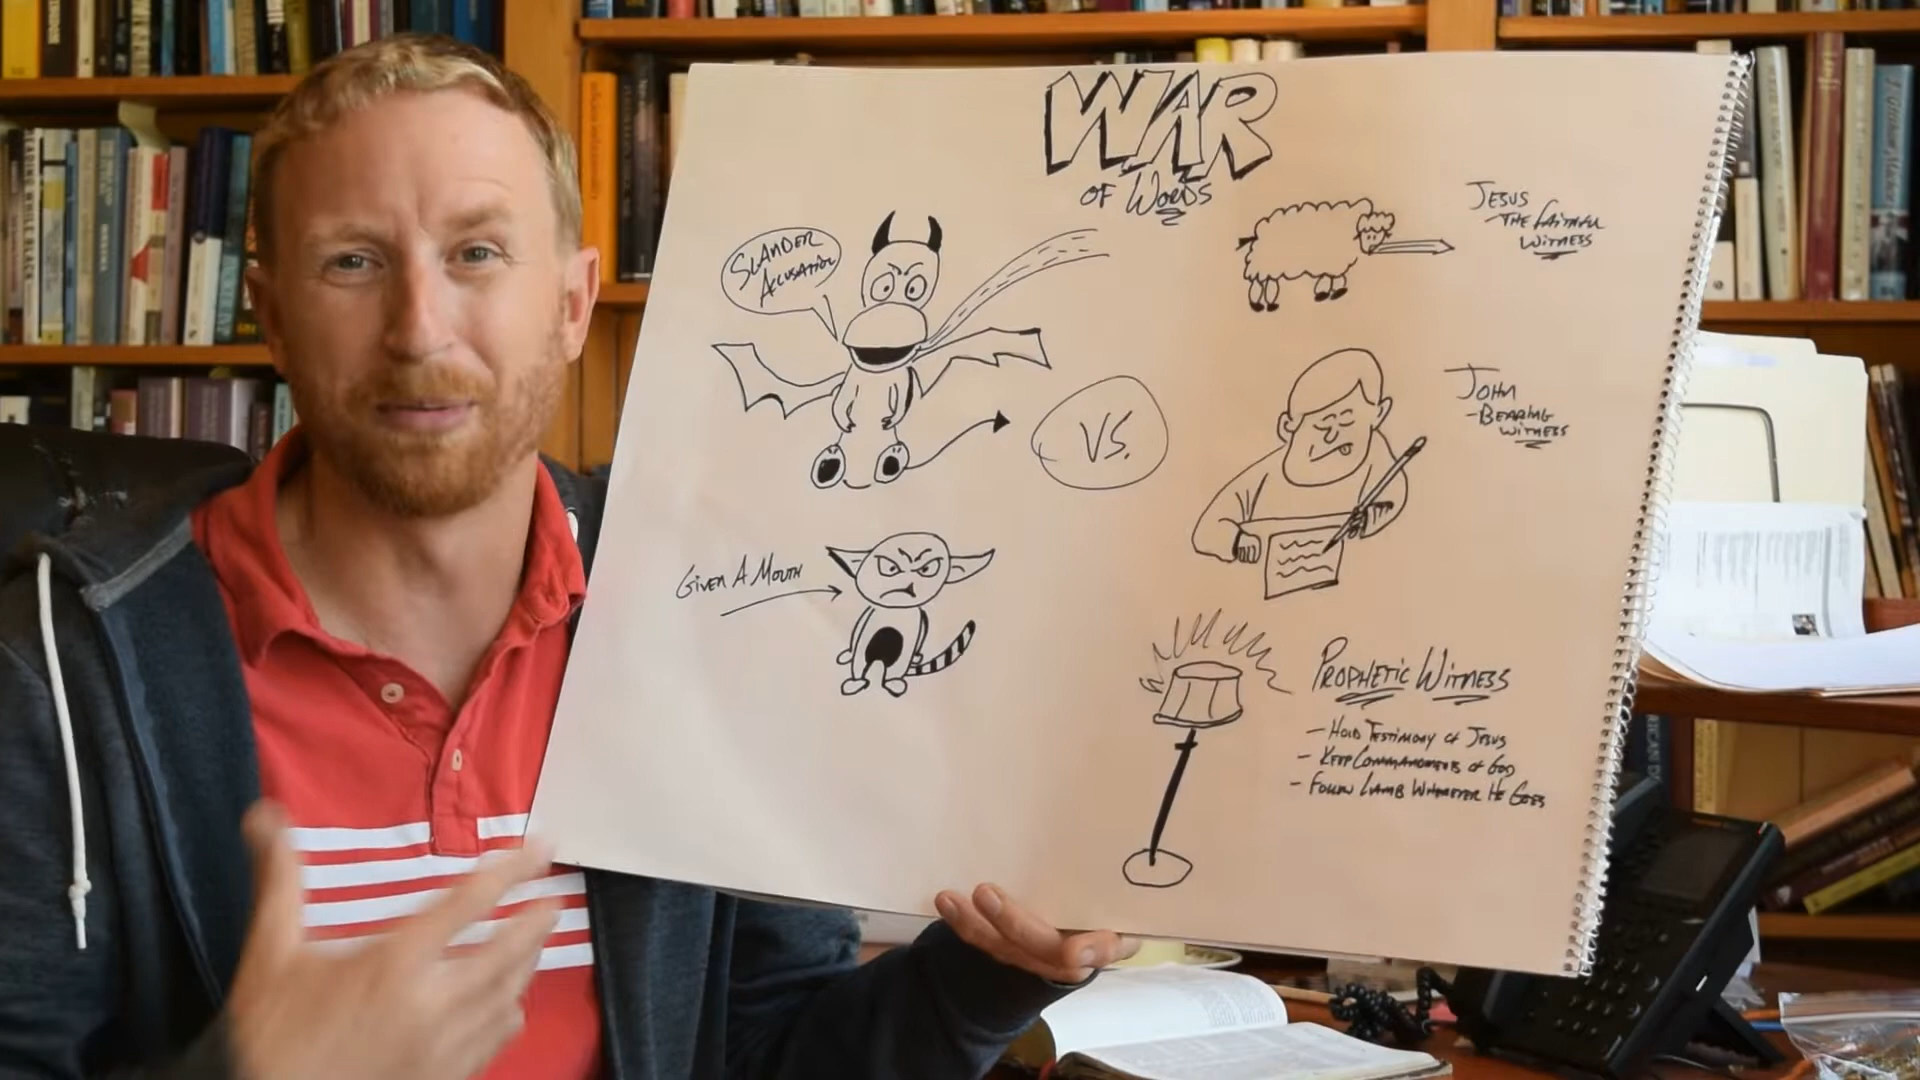 WAR
OF WORDS
SLANDER
ACCUSATION
JESUS
THE FAITHFUL
WITNESS
VS.
JOHN
-BEARING
WITNESS
GIVEN A MOUTH
PROPHETIC WITNESS
- HOLD TESTIMONY OF JESUS
- KEEP COMMANDMENTS OF GOD
- FOLLOW LAMB WHEREVER HE GOES